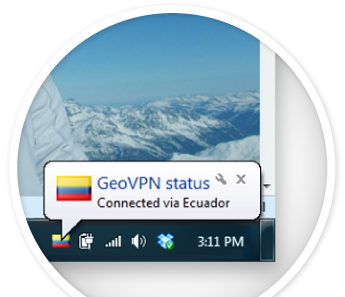 GeoVPN status
Connected via Ecuador
3:11 PM